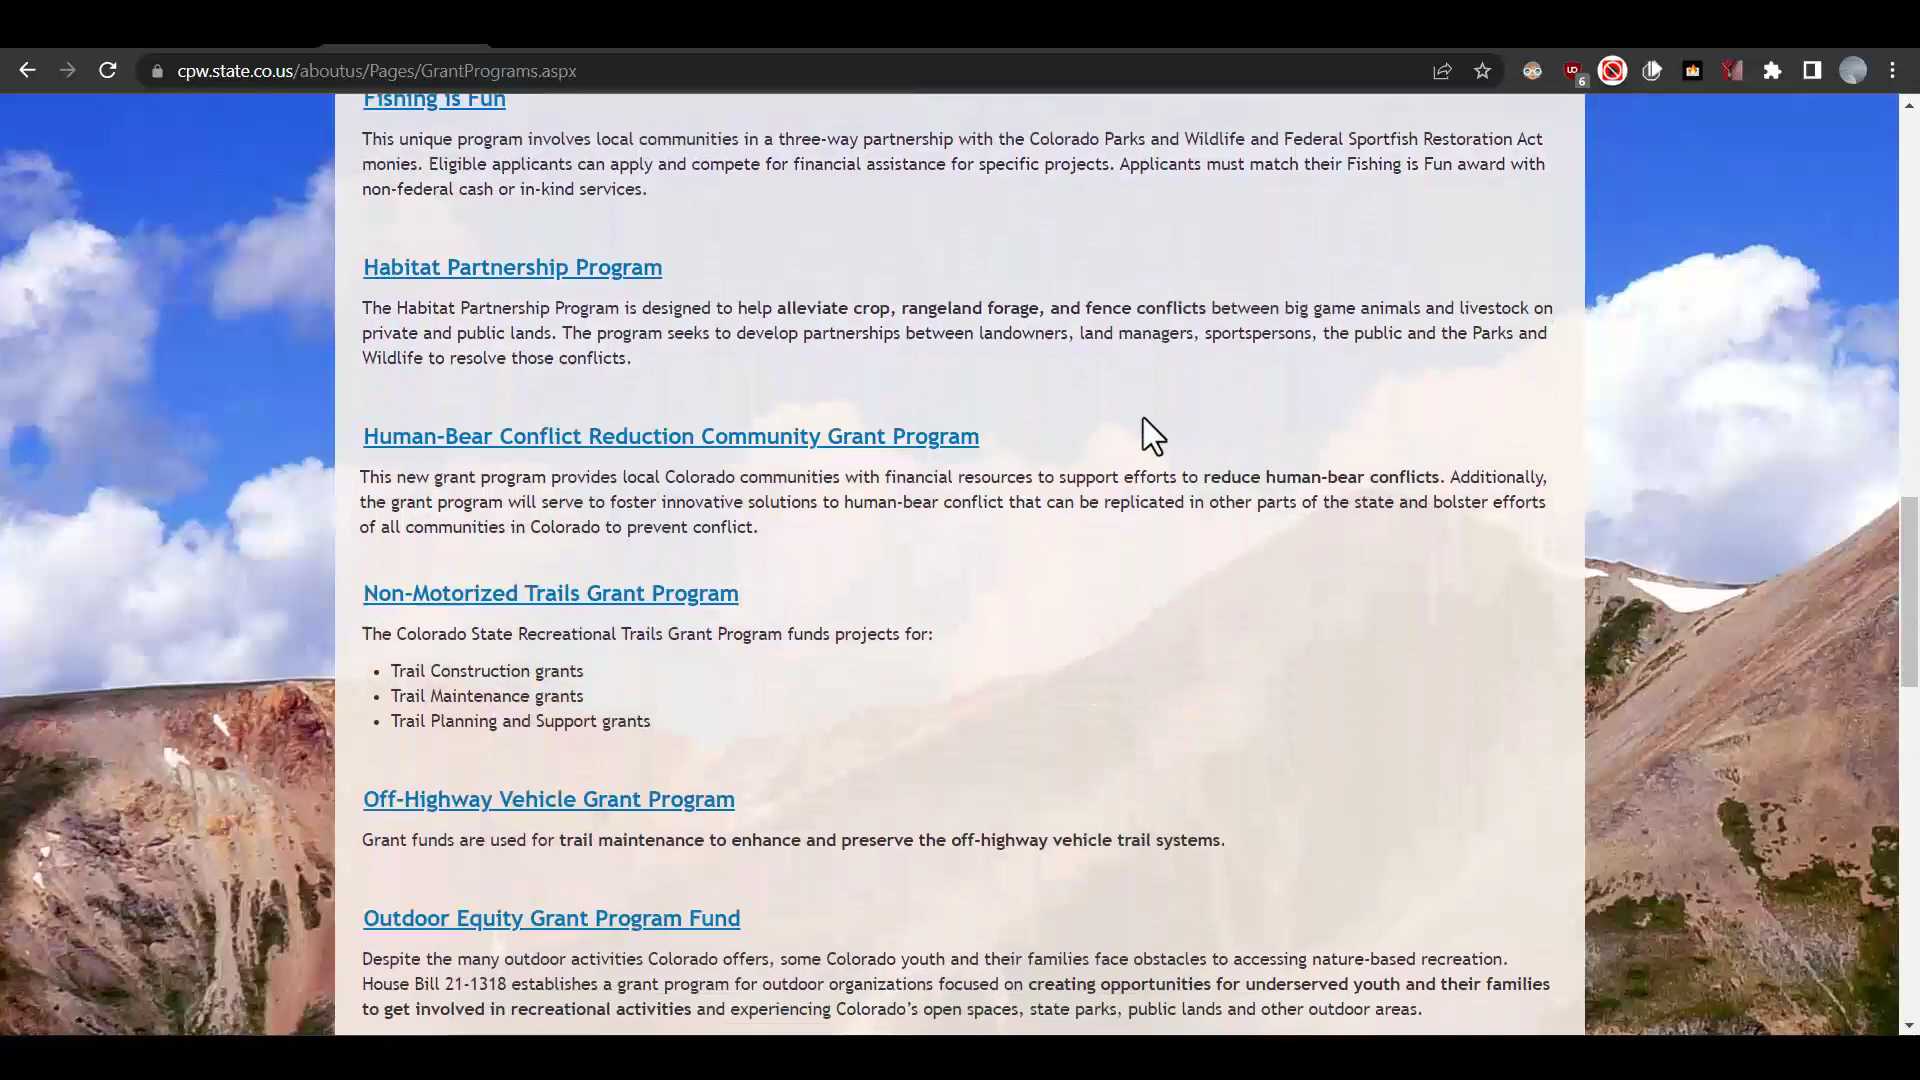 cpw.state.co.us/aboutus/Pages/GrantPrograms.aspx
6
Fishing is Fun
This unique program involves local communities in a three-way partnership with the Colorado Parks and Wildlife and Federal Sportfish Restoration Act
monies. Eligible applicants can apply and compete for financial assistance for specific projects. Applicants must match their Fishing is Fun award with
non-federal cash or in-kind services.
Habitat Partnership Program
The Habitat Partnership Program is designed to help alleviate crop, rangeland forage, and fence conflicts between big game animals and livestock on
private and public lands. The program seeks to develop partnerships between landowners, land managers, sportspersons, the public and the Parks and
Wildlife to resolve those conflicts.
Human-Bear Conflict Reduction Community Grant Program
This new grant program provides local Colorado communities with financial resources to support efforts to reduce human-bear conflicts. Additionally,
the grant program will serve to foster innovative solutions to human-bear conflict that can be replicated in other parts of the state and bolster efforts
of all communities in Colorado to prevent conflict.
Non-Motorized Trails Grant Program
The Colorado State Recreational Trails Grant Program funds projects for:
• Trail Construction grants
• Trail Maintenance grants
• Trail Planning and Support grants
Off-Highway Vehicle Grant Program
Grant funds are used for trail maintenance to enhance and preserve the off-highway vehicle trail systems.
Outdoor Equity Grant Program Fund
Despite the many outdoor activities Colorado offers, some Colorado youth and their families face obstacles to accessing nature-based recreation.
House Bill 21-1318 establishes a grant program for outdoor organizations focused on creating opportunities for underserved youth and their families
to get involved in recreational activities and experiencing Colorado’s open spaces, state parks, public lands and other outdoor areas.